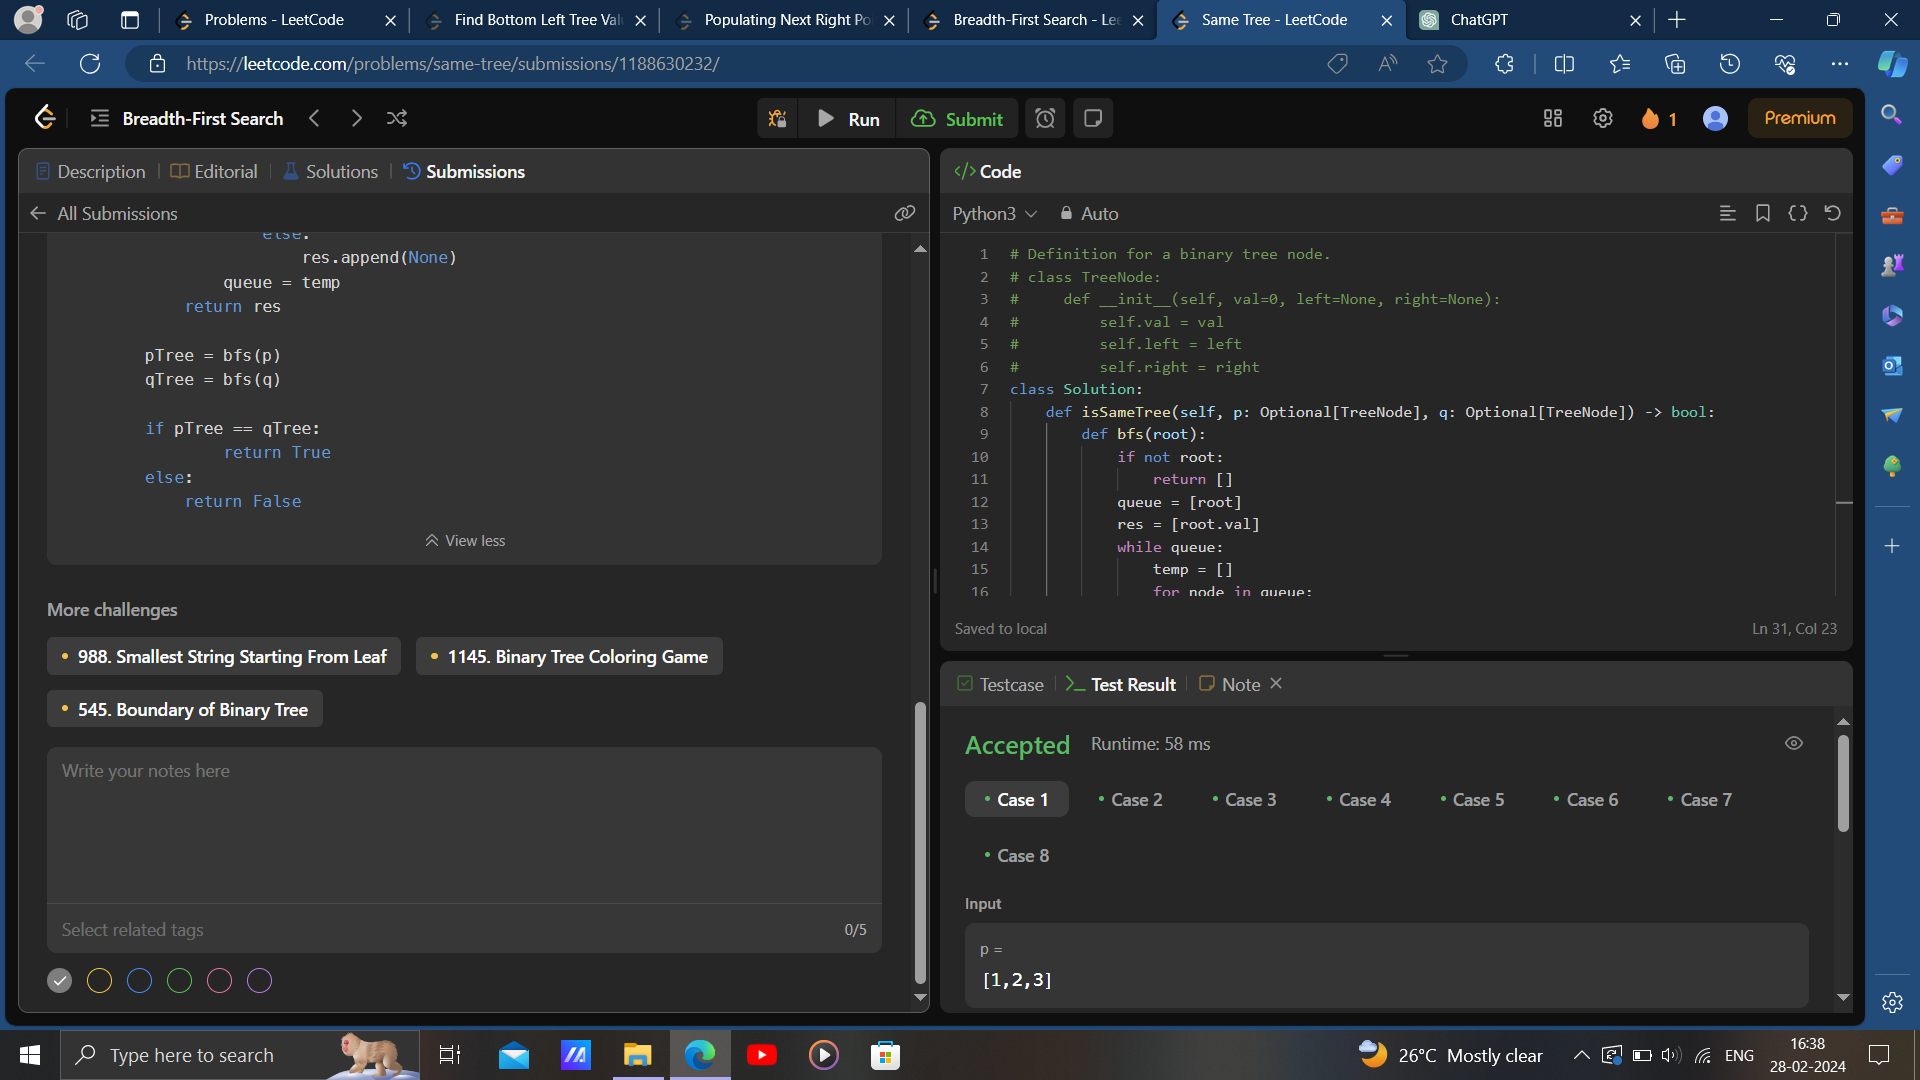 Problems - LeetCode
Find Bottom Left Tree Val
Populating Next Right Po
Breadth-First Search - Lee
Same Tree - LeetCode
ChatGPT
https://leetcode.com/problems/same-tree/submissions/1188630232/
Breadth-First Search
Run
Submit
1
Premium
Description
Editorial
Solutions
Submissions
All Submissions
else:
res.append(None)
queue = temp
return res
pTree = bfs(p)
qTree = bfs(q)
if pTree == qTree:
return True
else:
return False
View less
More challenges
988. Smallest String Starting From Leaf
1145. Binary Tree Coloring Game
545. Boundary of Binary Tree
Write your notes here
Select related tags
0/5
</> Code
Python3
Auto
1 # Definition for a binary tree node.
2 # class TreeNode:
3 #     def __init__(self, val=0, left=None, right=None):
4 #         self.val = val
5 #         self.left = left
6 #         self.right = right
7 class Solution:
8     def isSameTree(self, p: Optional[TreeNode], q: Optional[TreeNode]) -> bool:
9         def bfs(root):
10             if not root:
11                 return []
12             queue = [root]
13             res = [root.val]
14             while queue:
15                 temp = []
16                 for node in queue:
Saved to local
Ln 31, Col 23
Testcase
Test Result
Note
Accepted
Runtime: 58 ms
Case 1
Case 2
Case 3
Case 4
Case 5
Case 6
Case 7
Case 8
Input
p =
[1,2,3]
Type here to search
26°C Mostly clear
ENG
16:38
28-02-2024